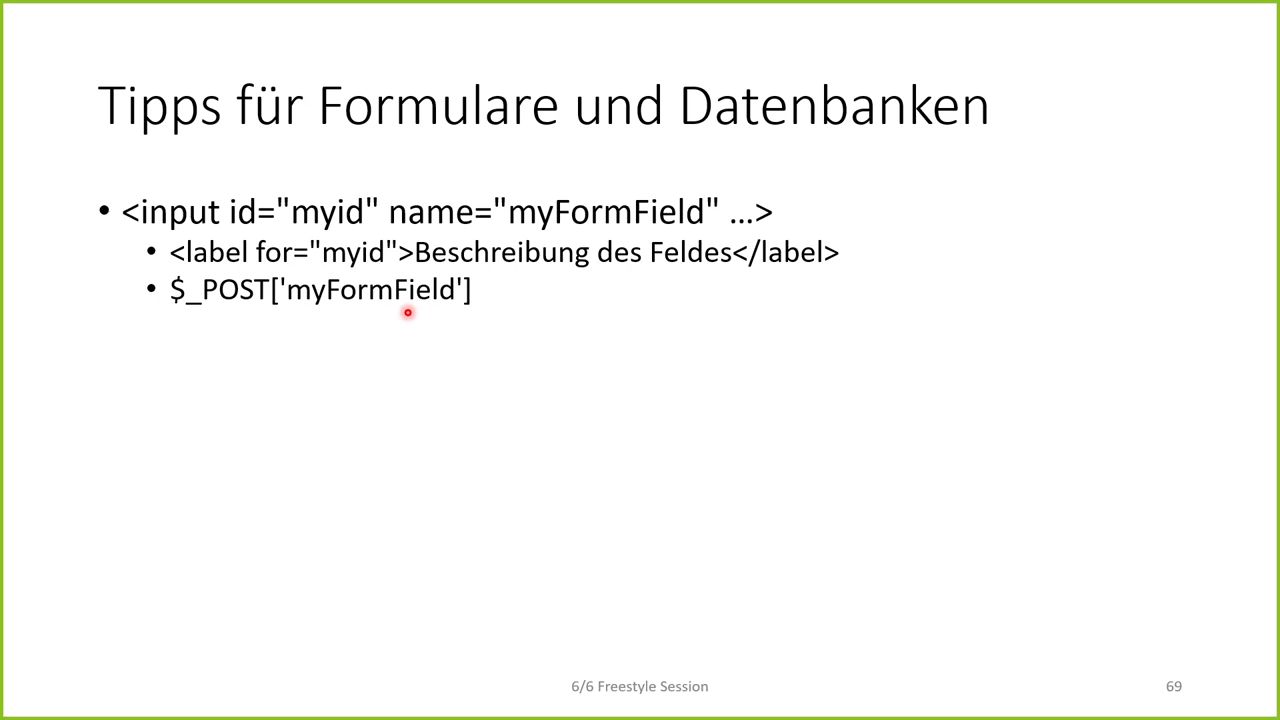 Tipps für Formulare und Datenbanken
• <input id="myid" name="myFormField" …>
• <label for="myid">Beschreibung des Feldes</label>
• $_POST['myFormField']
6/6 Freestyle Session
69